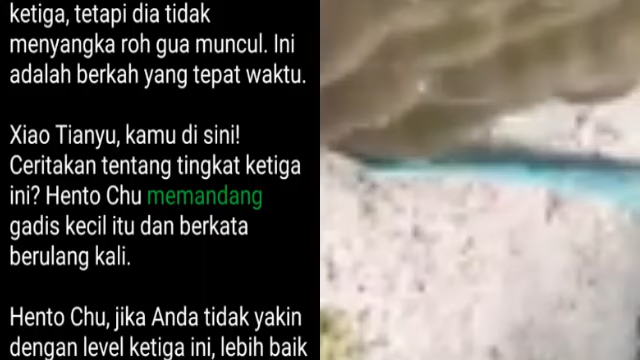 ketiga, tetapi dia tidak
menyangka roh gua muncul. Ini
adalah berkah yang tepat waktu.
Xiao Tianyu, kamu di sini!
Ceritakan tentang tingkat ketiga
ini? Hento Chu memandang
gadis kecil itu dan berkata
berulang kali.
Hento Chu, jika Anda tidak yakin
dengan level ketiga ini, lebih baik